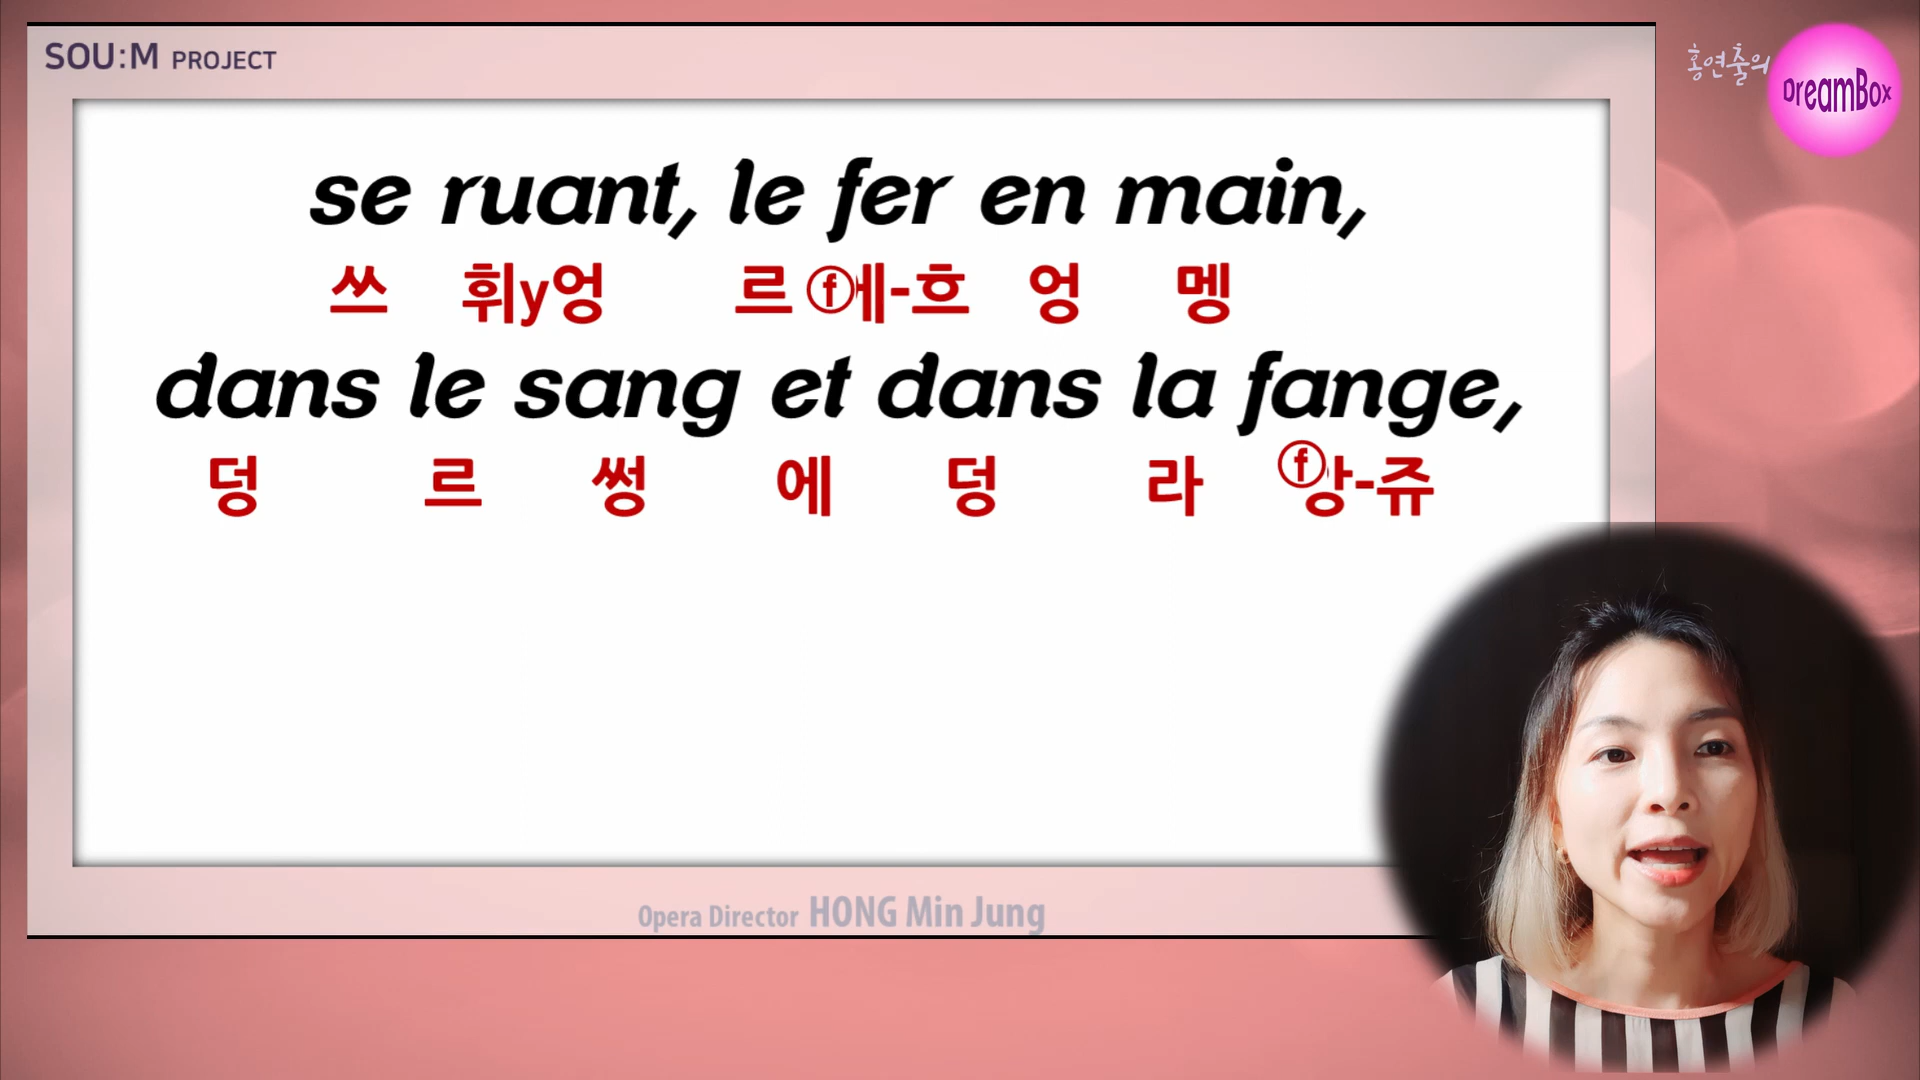 SOU:M PROJECT
홍연출의 DreamBox
se ruant, le fer en main,
쓰 휘y엉 르 ⓕ에-흐 엉 멩
dans le sang et dans la fange,
덩 르 썽 에 덩 라 ⓕ앙-쥬
Opera Director HONG Min Jung